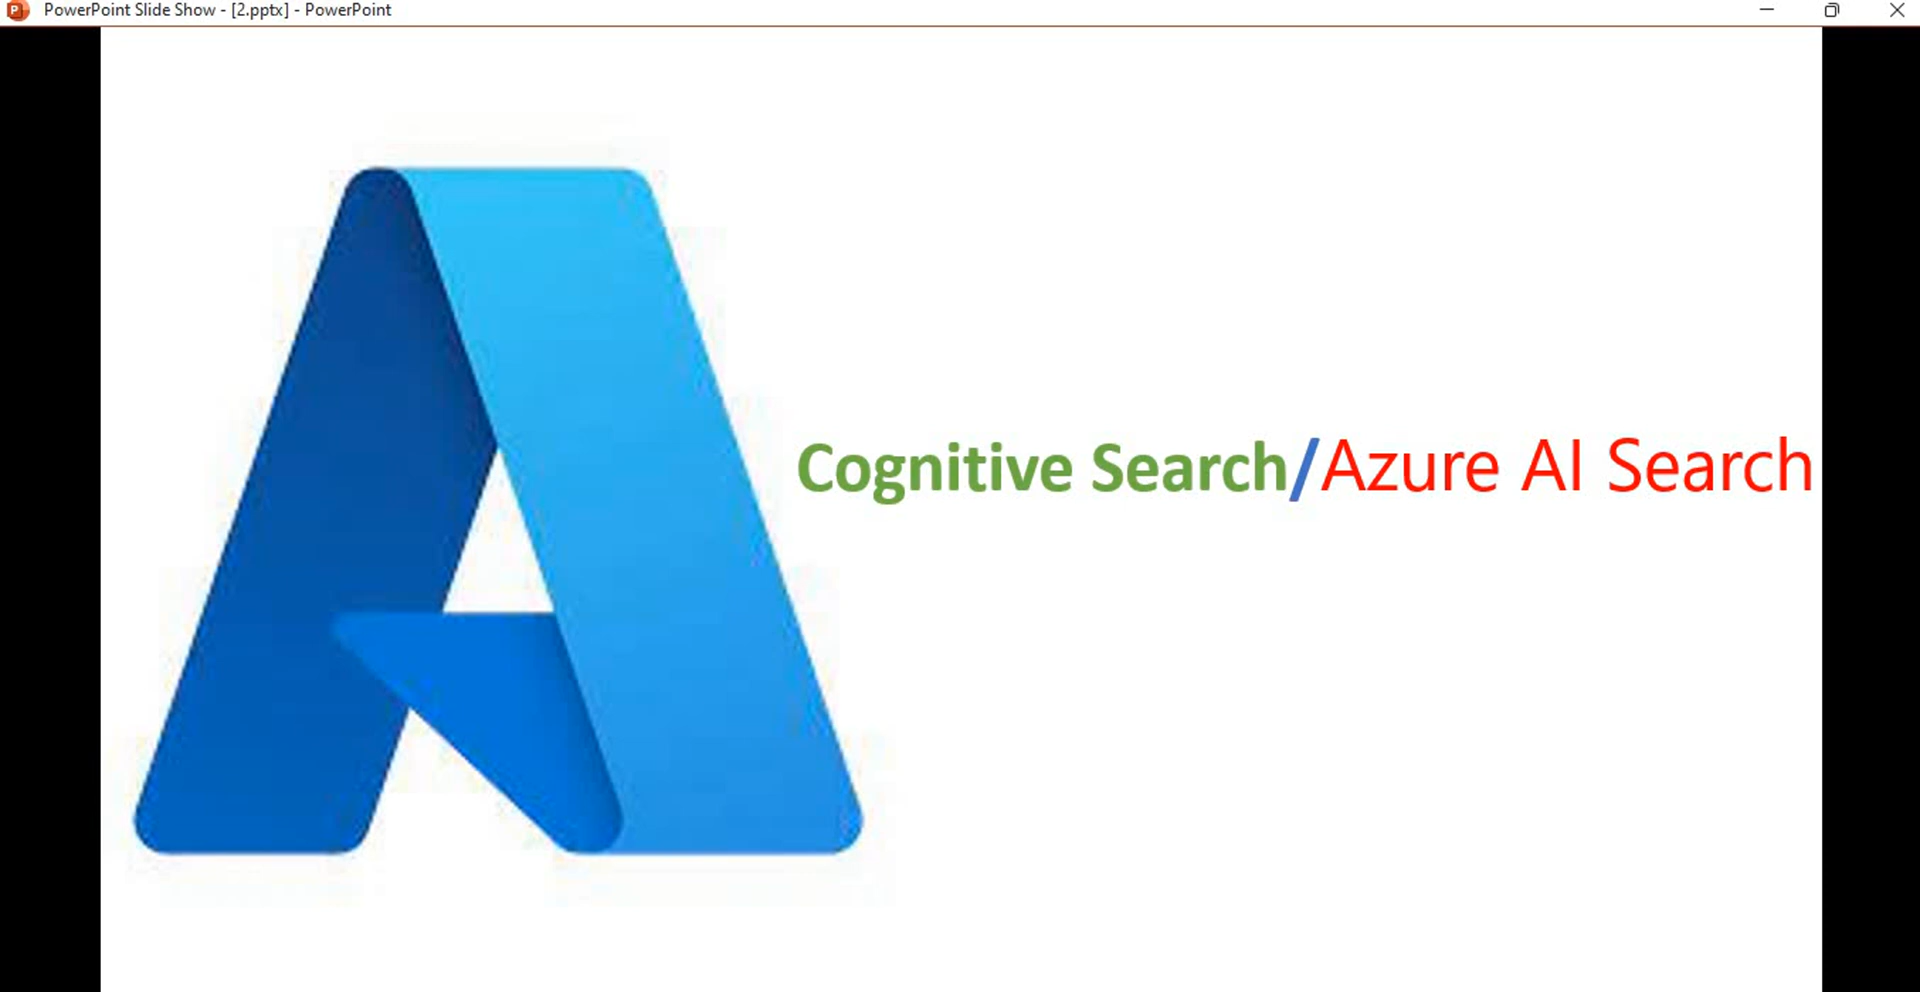 PowerPoint Slide Show - [2.pptx] - PowerPoint
Cognitive Search/Azure AI Search